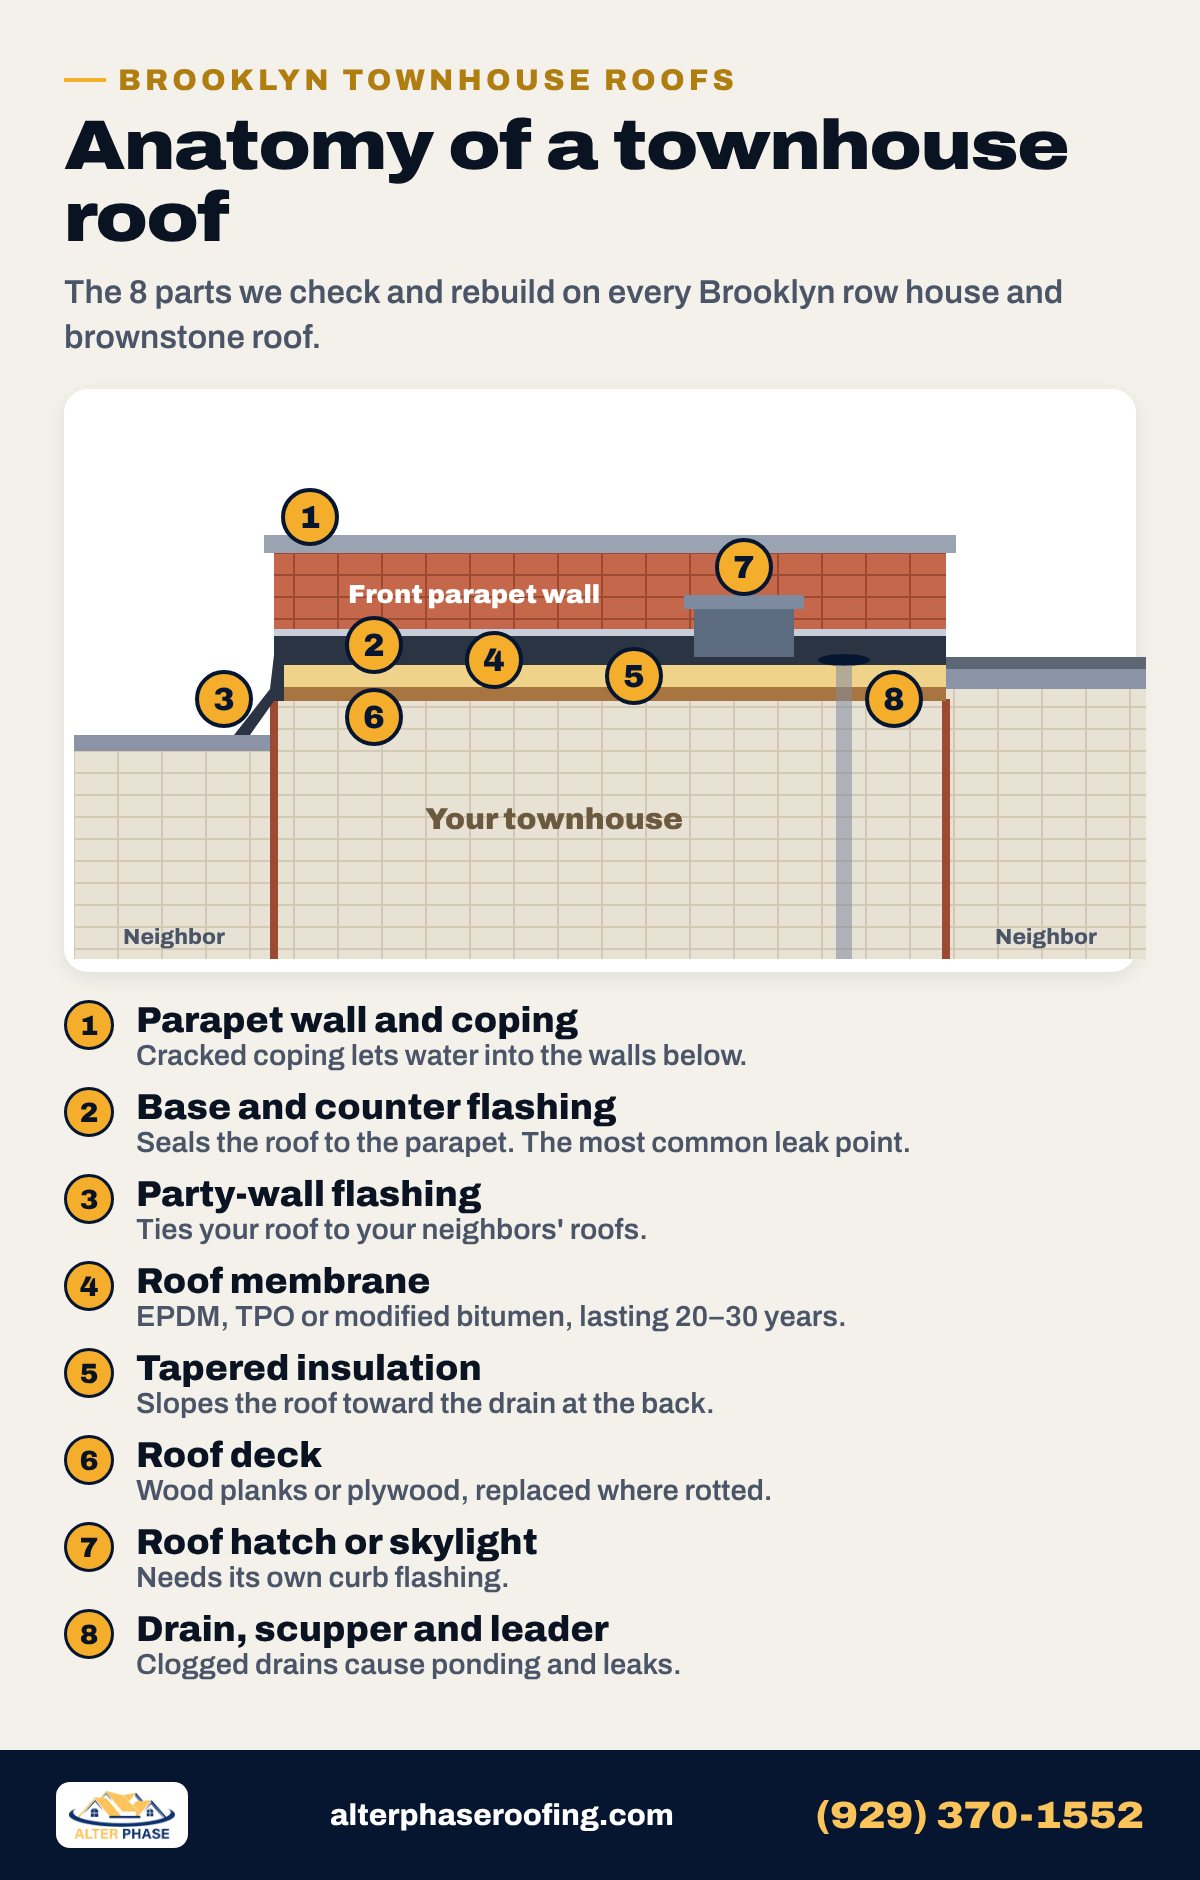 BROOKLYN TOWNHOUSE ROOFS
Anatomy of a townhouse
roof
The 8 parts we check and rebuild on every Brooklyn row house and
brownstone roof.
1
7
Front parapet wall
2
4
5
3
8
6
Your townhouse
Neighbor
Neighbor
1
Parapet wall and coping
Cracked coping lets water into the walls below.
2
Base and counter flashing
Seals the roof to the parapet. The most common leak point.
3
Party-wall flashing
Ties your roof to your neighbors' roofs.
4
Roof membrane
EPDM, TPO or modified bitumen, lasting 20–30 years.
5
Tapered insulation
Slopes the roof toward the drain at the back.
6
Roof deck
Wood planks or plywood, replaced where rotted.
7
Roof hatch or skylight
Needs its own curb flashing.
8
Drain, scupper and leader
Clogged drains cause ponding and leaks.
ALTER PHASE
alterphaseroofing.com
(929) 370-1552